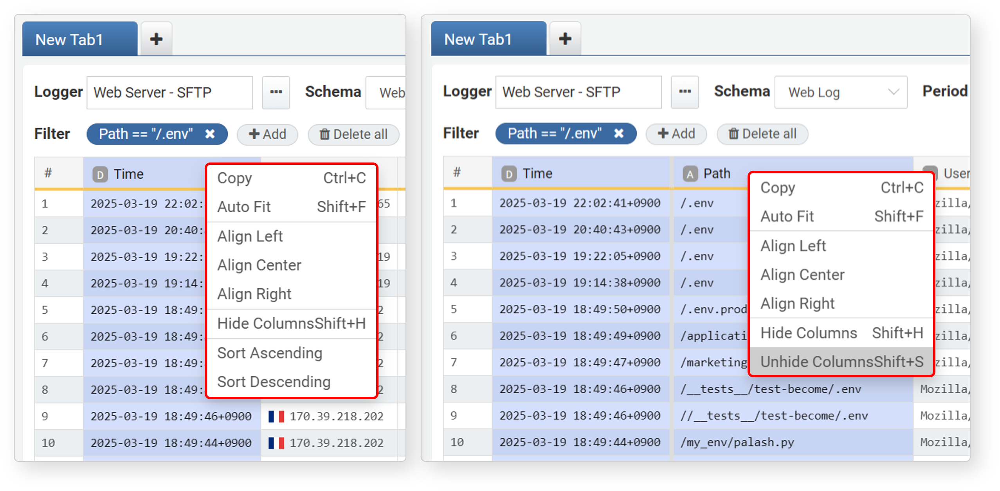 New Tab1
Logger Web Server - SFTP ... Schema Web
Filter Path == "/.env" Add Delete all
# D Time
1 2025-03-19 22:02: 65
2 2025-03-19 20:40:
3 2025-03-19 19:22: 19
4 2025-03-19 19:14: 19
5 2025-03-19 18:49: 2
6 2025-03-19 18:49: 2
7 2025-03-19 18:49: 2
8 2025-03-19 18:49: 2
9 2025-03-19 18:49:46+0900 170.39.218.202
10 2025-03-19 18:49:44+0900 170.39.218.202
Copy Ctrl+C
Auto Fit Shift+F
Align Left
Align Center
Align Right
Hide ColumnsShift+H
Sort Ascending
Sort Descending
New Tab1
Logger Web Server - SFTP ... Schema Web Log Period
Filter Path == "/.env" Add Delete all
# D Time A Path User
1 2025-03-19 22:02:41+0900 /.env zilla/
2 2025-03-19 20:40:43+0900 /.env zilla/
3 2025-03-19 19:22:05+0900 /.env zilla/
4 2025-03-19 19:14:38+0900 /.env zilla/
5 2025-03-19 18:49:50+0900 /.env.prod zilla/
6 2025-03-19 18:49:49+0900 /applicati zilla/
7 2025-03-19 18:49:47+0900 /marketing zilla/
8 2025-03-19 18:49:46+0900 /__tests__/test-become/.env Mozilla/
9 2025-03-19 18:49:46+0900 //__tests__/test-become/.env Mozilla/
10 2025-03-19 18:49:44+0900 /my_env/palash.py Mozilla/
Copy Ctrl+C
Auto Fit Shift+F
Align Left
Align Center
Align Right
Hide Columns Shift+H
Unhide ColumnsShift+S